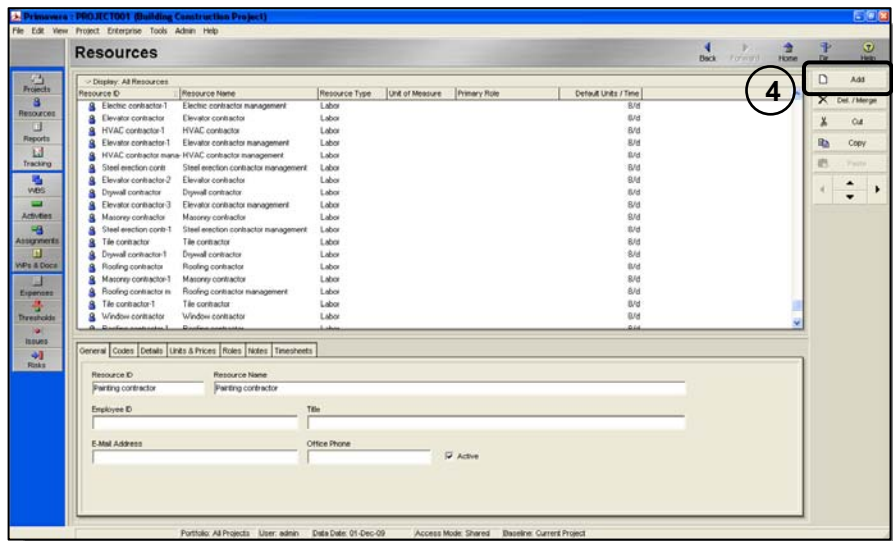 Primavera : PROJECT001 (Building Construction Project)
File Edit View Project Enterprise Tools Admin Help
Resources
Back Forward Home Dir Help
Projects
Resources
Reports
Tracking
WBS
Activities
Assignments
WPs & Docs
Expenses
Thresholds
Issues
Risks
Display: All Resources
Resource ID Resource Name Resource Type Unit of Measure Primary Role Default Units / Time
Electric contractor-1 Electric contractor management Labor 8/d
Elevator contractor Elevator contractor Labor 8/d
HVAC contractor-1 HVAC contractor Labor 8/d
Elevator contractor-1 Elevator contractor management Labor 8/d
HVAC contractor mana HVAC contractor management Labor 8/d
Steel erection contr Steel erection contractor management Labor 8/d
Elevator contractor-2 Elevator contractor Labor 8/d
Drywall contractor Drywall contractor Labor 8/d
Elevator contractor-3 Elevator contractor management Labor 8/d
Masonry contractor Masonry contractor Labor 8/d
Steel erection contr-1 Steel erection contractor management Labor 8/d
Tile contractor Tile contractor Labor 8/d
Drywall contractor-1 Drywall contractor Labor 8/d
Roofing contractor Roofing contractor Labor 8/d
Masonry contractor-1 Masonry contractor Labor 8/d
Roofing contractor m Roofing contractor management Labor 8/d
Tile contractor-1 Tile contractor Labor 8/d
Window contractor Window contractor Labor 8/d
Roofing contractor-1 Roofing contractor Labor 8/d
4
Add
Del. / Merge
Cut
Copy
Paste
General Codes Details Units & Prices Roles Notes Timesheets
Resource ID Resource Name
Painting contractor Painting contractor
Employee ID Title
E-Mail Address Office Phone
Active
Portfolio: All Projects User: admin Data Date: 01-Dec-09 Access Mode: Shared Baseline: Current Project